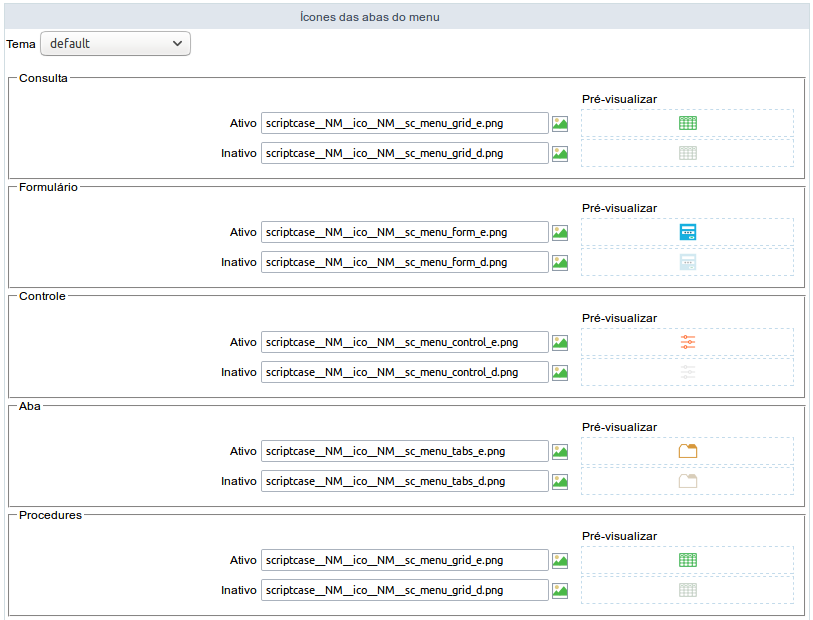 Ícones das abas do menu
Tema default
Consulta
Pré-visualizar
Ativo scriptcase__NM__ico__NM__sc_menu_grid_e.png
Inativo scriptcase__NM__ico__NM__sc_menu_grid_d.png
Formulário
Pré-visualizar
Ativo scriptcase__NM__ico__NM__sc_menu_form_e.png
Inativo scriptcase__NM__ico__NM__sc_menu_form_d.png
Controle
Pré-visualizar
Ativo scriptcase__NM__ico__NM__sc_menu_control_e.png
Inativo scriptcase__NM__ico__NM__sc_menu_control_d.png
Aba
Pré-visualizar
Ativo scriptcase__NM__ico__NM__sc_menu_tabs_e.png
Inativo scriptcase__NM__ico__NM__sc_menu_tabs_d.png
Procedures
Pré-visualizar
Ativo scriptcase__NM__ico__NM__sc_menu_grid_e.png
Inativo scriptcase__NM__ico__NM__sc_menu_grid_d.png